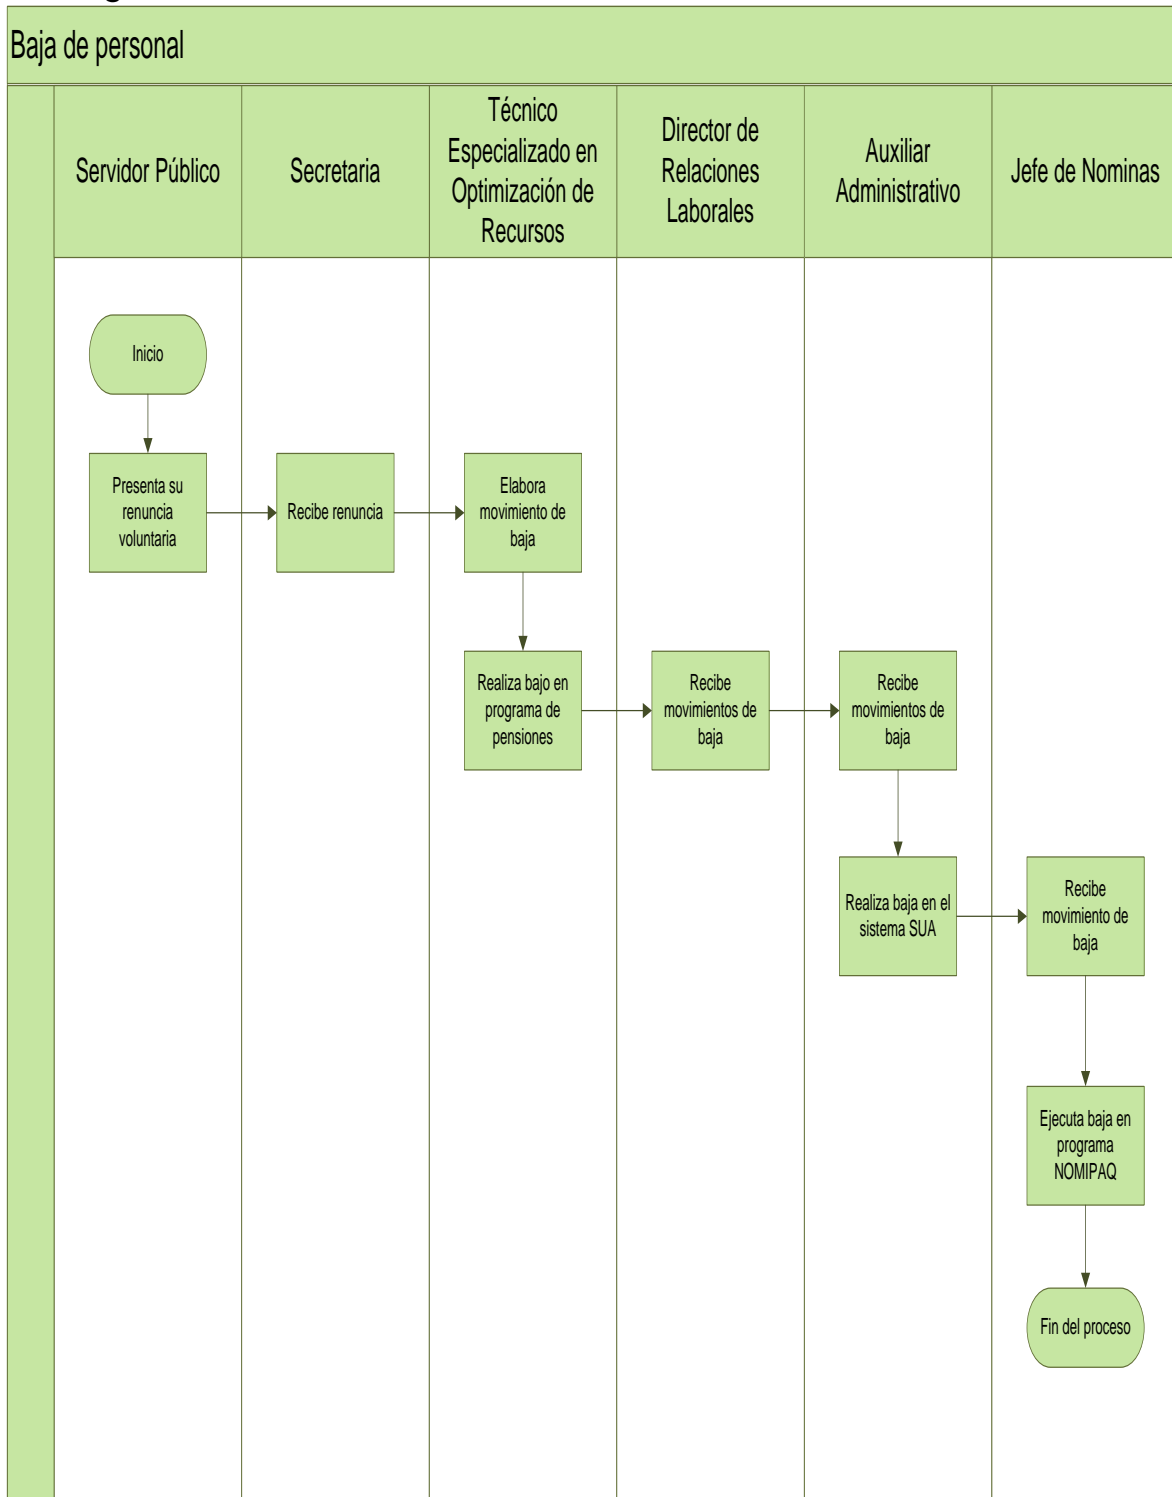 Baja de personal
Servidor Público
Secretaria
Técnico
Especializado en
Optimización de
Recursos
Director de
Relaciones
Laborales
Auxiliar
Administrativo
Jefe de Nominas
Inicio
Presenta su
renuncia
voluntaria
Recibe renuncia
Elabora
movimiento de
baja
Realiza bajo en
programa de
pensiones
Recibe
movimientos de
baja
Recibe
movimientos de
baja
Realiza baja en el
sistema SUA
Recibe
movimiento de
baja
Ejecuta baja en
programa
NOMIPAQ
Fin del proceso